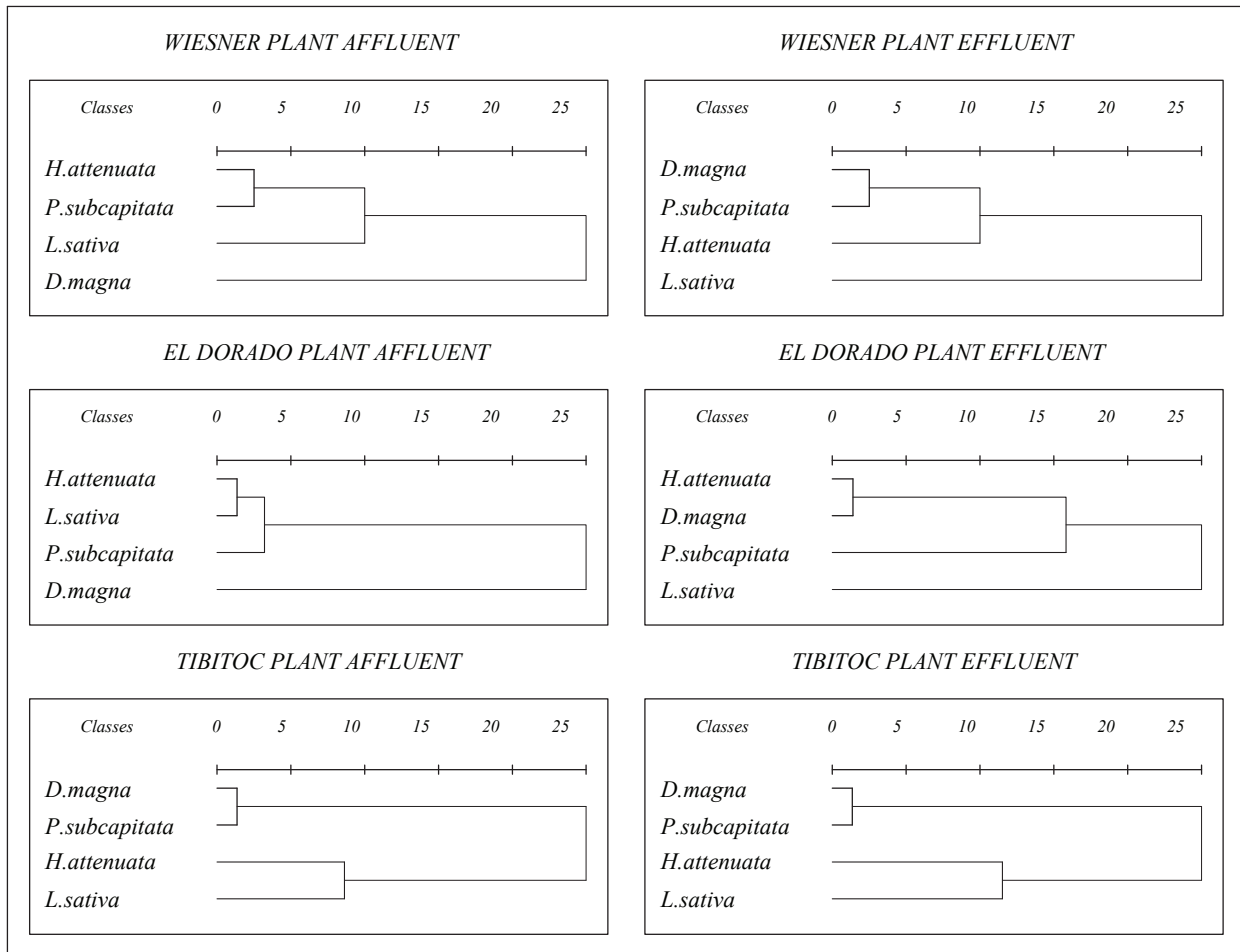 WIESNER PLANT AFFLUENT
Classes 0 5 10 15 20 25
H.attenuata
P.subcapitata
L.sativa
D.magna
WIESNER PLANT EFFLUENT
Classes 0 5 10 15 20 25
D.magna
P.subcapitata
H.attenuata
L.sativa
EL DORADO PLANT AFFLUENT
Classes 0 5 10 15 20 25
H.attenuata
L.sativa
P.subcapitata
D.magna
EL DORADO PLANT EFFLUENT
Classes 0 5 10 15 20 25
H.attenuata
D.magna
P.subcapitata
L.sativa
TIBITOC PLANT AFFLUENT
Classes 0 5 10 15 20 25
D.magna
P.subcapitata
H.attenuata
L.sativa
TIBITOC PLANT EFFLUENT
Classes 0 5 10 15 20 25
D.magna
P.subcapitata
H.attenuata
L.sativa